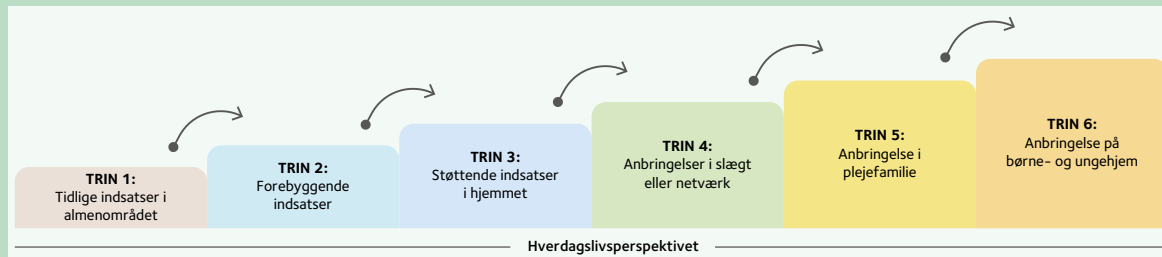 TRIN 1:
Tidlige indsatser i
almenområdet
TRIN 2:
Forebyggende
indsatser
TRIN 3:
Støttende indsatser
i hjemmet
TRIN 4:
Anbringelser i slægt
eller netværk
TRIN 5:
Anbringelse i
plejefamilie
TRIN 6:
Anbringelse på
børne- og ungehjem
Hverdagslivsperspektivet